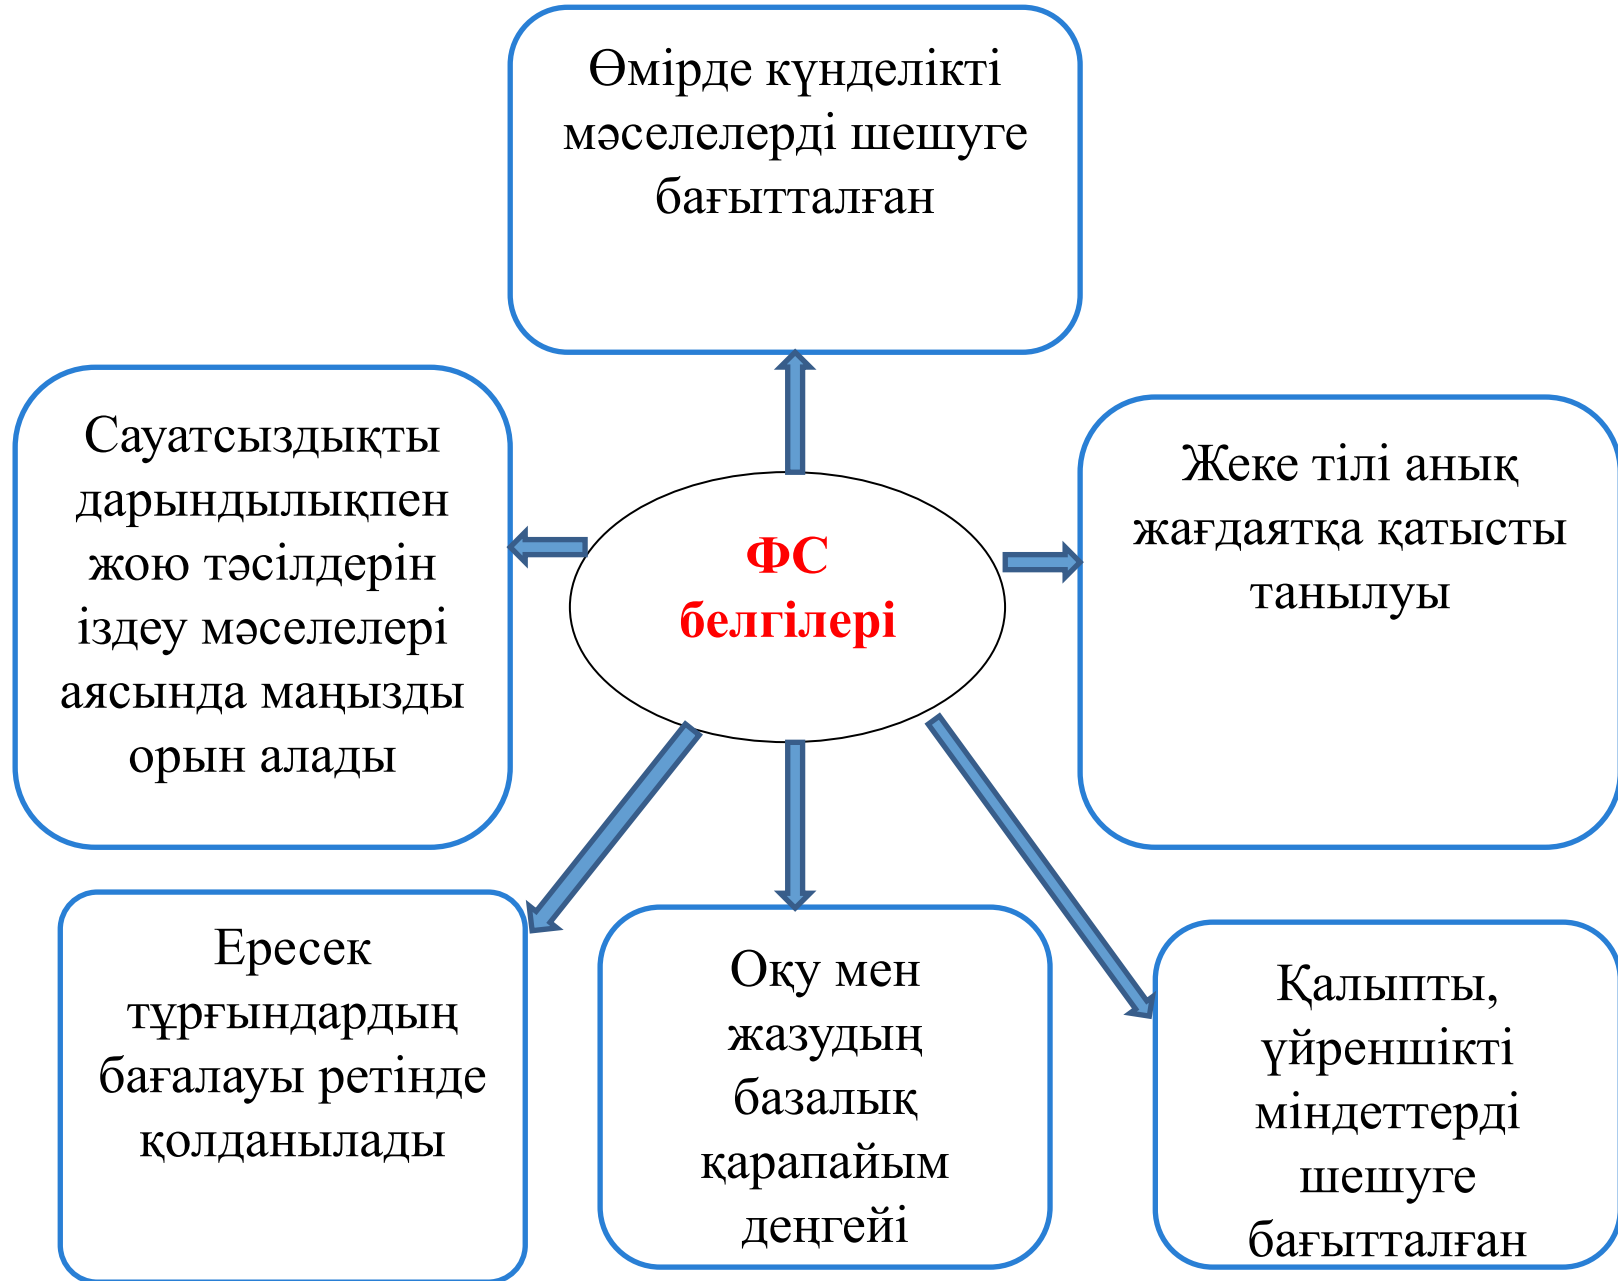 Өмірде күнделікті
мәселелерді шешуге
бағытталған
Сауатсыздықты
дарындылықпен
жою тәсілдерін
іздеу мәселелері
аясында маңызды
орын алады
ФС
белгілері
Жеке тілі анық
жағдаятқа қатысты
танылуы
Ересек
тұрғындардың
бағалауы ретінде
қолданылады
Оқу мен
жазудың
базалық
қарапайым
деңгейі
Қалыпты,
үйреншікті
міндеттерді
шешуге
бағытталған